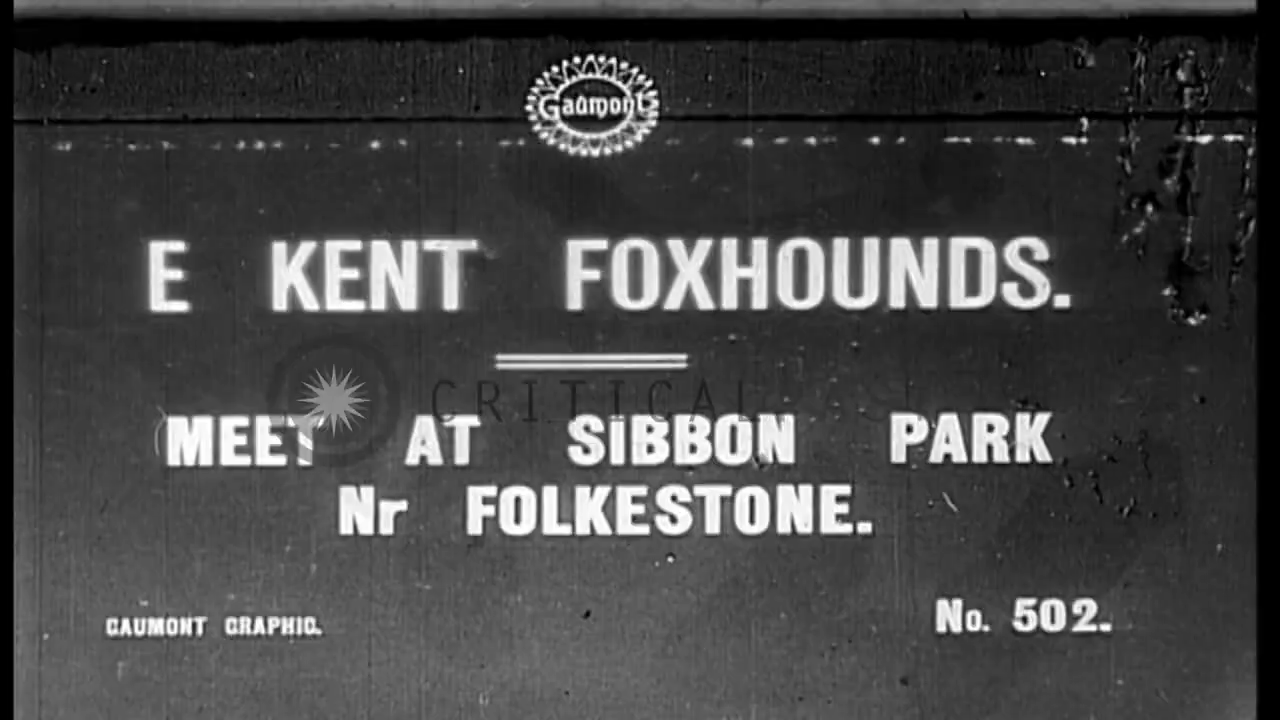 Gaumont
E KENT FOXHOUNDS.
CRITICAL
MEET AT SIBBON PARK
Nr FOLKESTONE.
GAUMONT GRAPHIC.
No. 502.